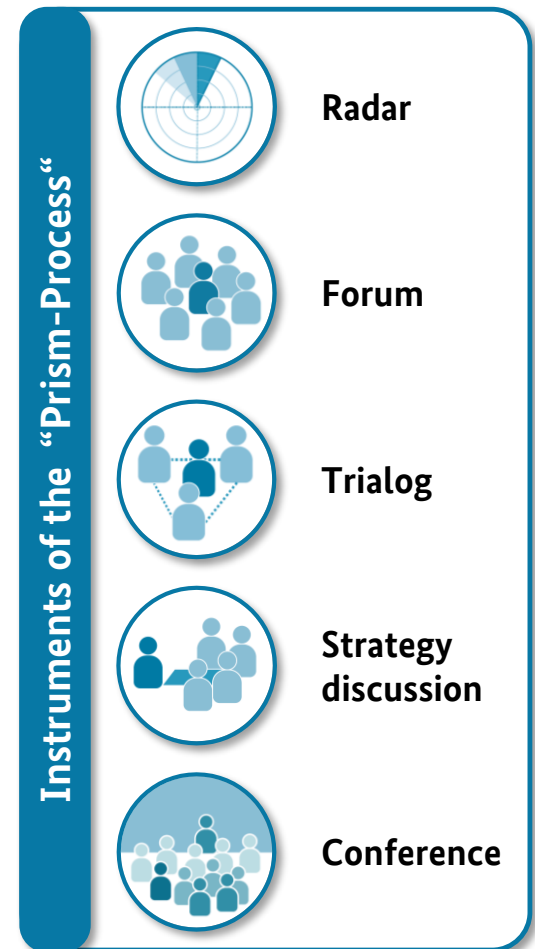 Instruments of the “Prism-Process“
Radar
Forum
Trialog
Strategy
discussion
Conference